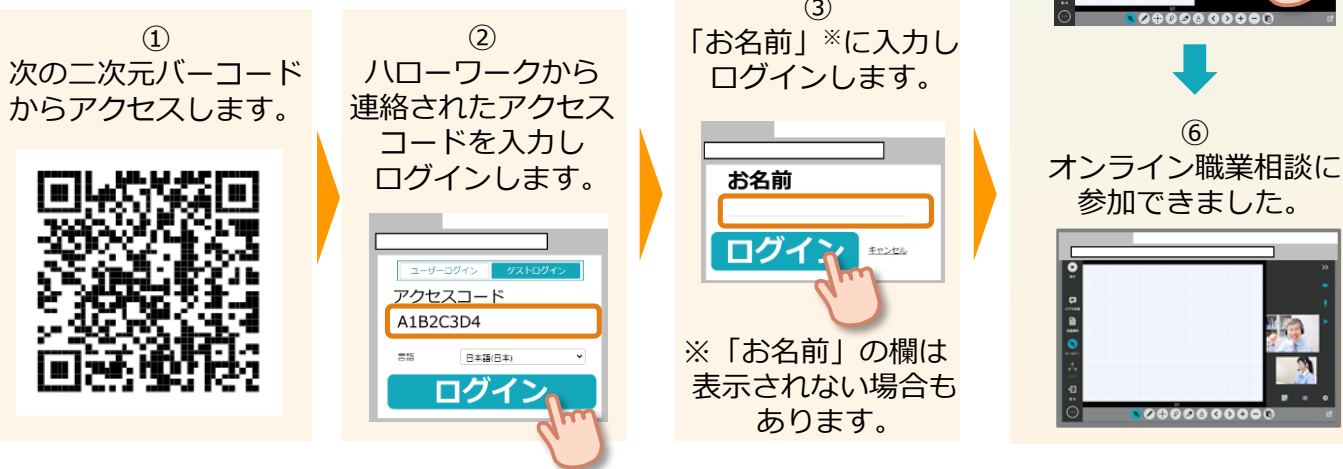 ①
次の二次元バーコード
からアクセスします。
②
ハローワークから
連絡されたアクセス
コードを入力し
ログインします。
ユーザーログイン
ゲストログイン
アクセスコード
A1B2C3D4
言語
日本語(日本)
ログイン
③
「お名前」※に入力し
ログインします。
お名前
ログイン
キャンセル
※「お名前」の欄は
表示されない場合も
あります。
⑥
オンライン職業相談に
参加できました。